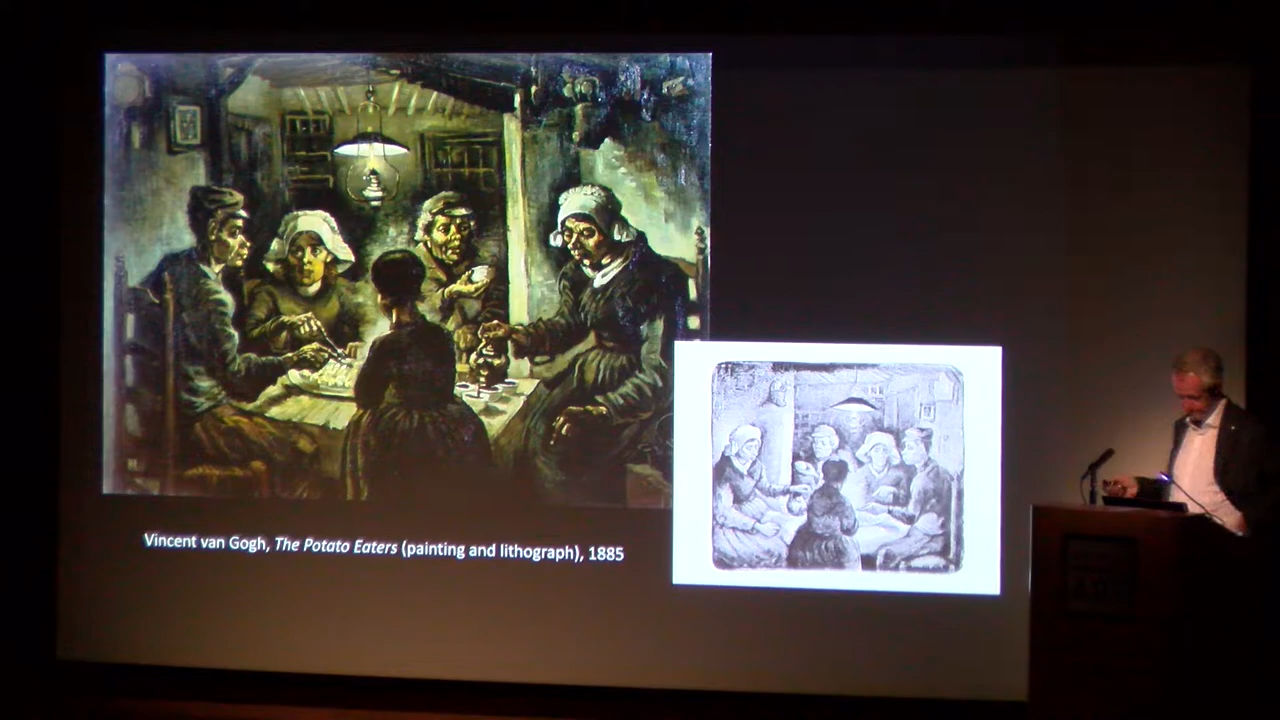 Vincent van Gogh, The Potato Eaters (painting and lithograph), 1885